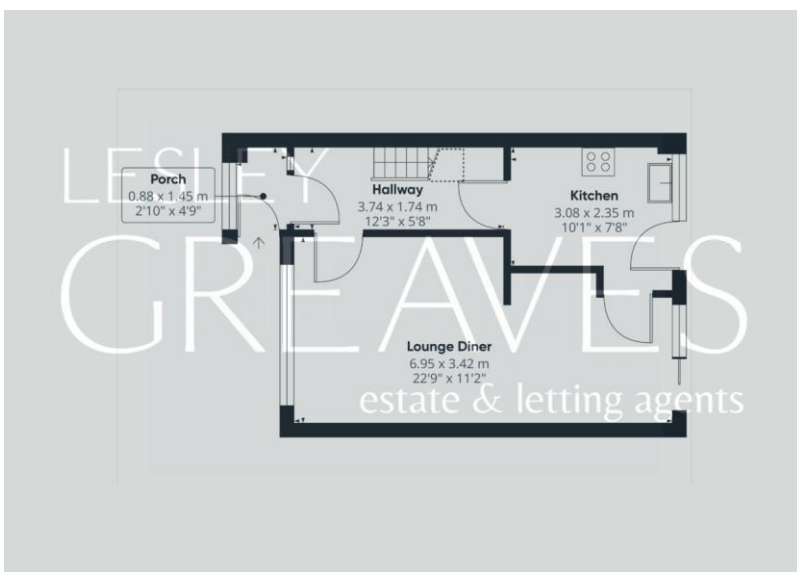 LESLEY
GREAVES
estate & letting agents
Porch
0.88 x 1.45 m
2'10" x 4'9"
Hallway
3.74 x 1.74 m
12'3" x 5'8"
Kitchen
3.08 x 2.35 m
10'1" x 7'8"
Lounge Diner
6.95 x 3.42 m
22'9" x 11'2"